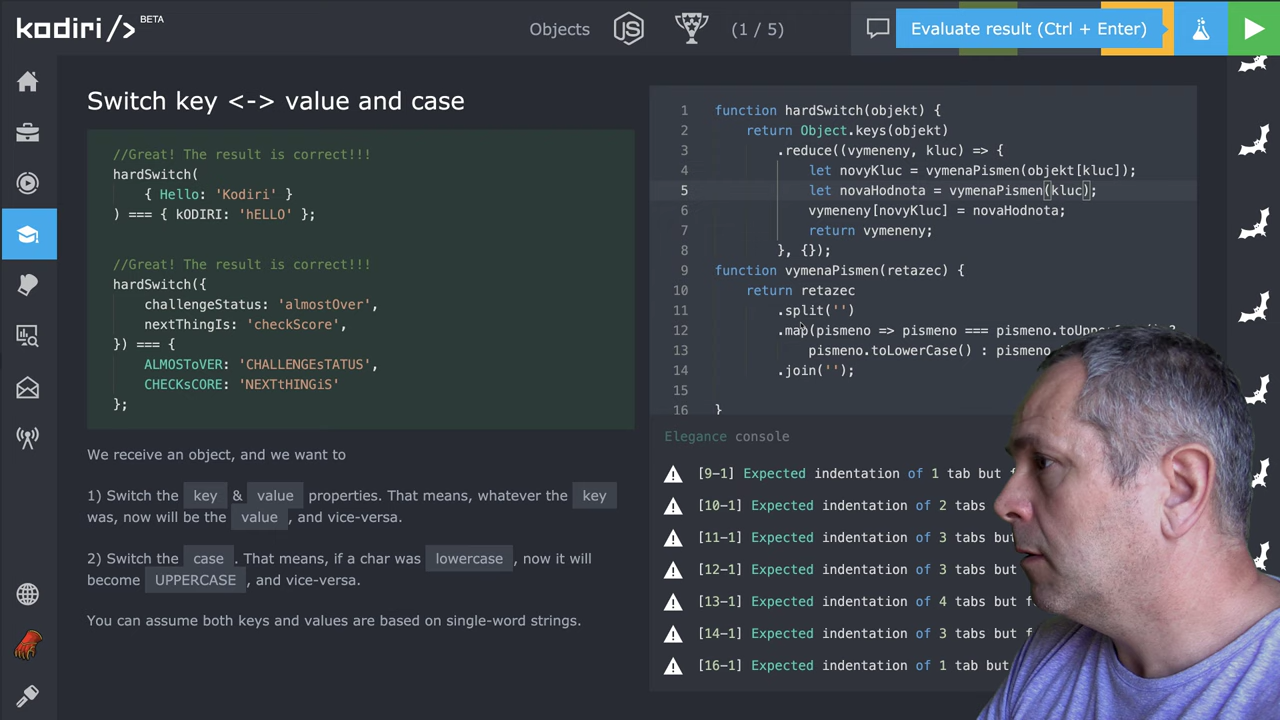 kodiri /> BETA
Objects
(1 / 5)
Evaluate result (Ctrl + Enter)
Switch key <-> value and case
//Great! The result is correct!!!
hardSwitch(
{ Hello: 'Kodiri' }
) === { kODIRI: 'hELLO' };
//Great! The result is correct!!!
hardSwitch({
challengeStatus: 'almostOver',
nextThingIs: 'checkScore',
}) === {
ALMOSToVER: 'CHALLENGEsTATUS',
CHECKsCORE: 'NEXTtHINGiS'
};
We receive an object, and we want to
1) Switch the key & value properties. That means, whatever the key
was, now will be the value , and vice-versa.
2) Switch the case . That means, if a char was lowercase , now it will
become UPPERCASE , and vice-versa.
You can assume both keys and values are based on single-word strings.
1 function hardSwitch(objekt) {
2 return Object.keys(objekt)
3 .reduce((vymeneny, kluc) => {
4 let novyKluc = vymenaPismen(objekt[kluc]);
5 let novaHodnota = vymenaPismen(kluc);
6 vymeneny[novyKluc] = novaHodnota;
7 return vymeneny;
8 }, {});
9 function vymenaPismen(retazec) {
10 return retazec
11 .split('')
12 .map(pismeno => pismeno === pismeno.
13 pismeno.toLowerCase() : pismeno
14 .join('');
15
16 }
Elegance console
[9-1] Expected indentation of 1 tab but
[10-1] Expected indentation of 2 tabs
[11-1] Expected indentation of 3 tabs
[12-1] Expected indentation of 3 tabs
[13-1] Expected indentation of 4 tabs
[14-1] Expected indentation of 3 tabs
[16-1] Expected indentation of 1 tab but